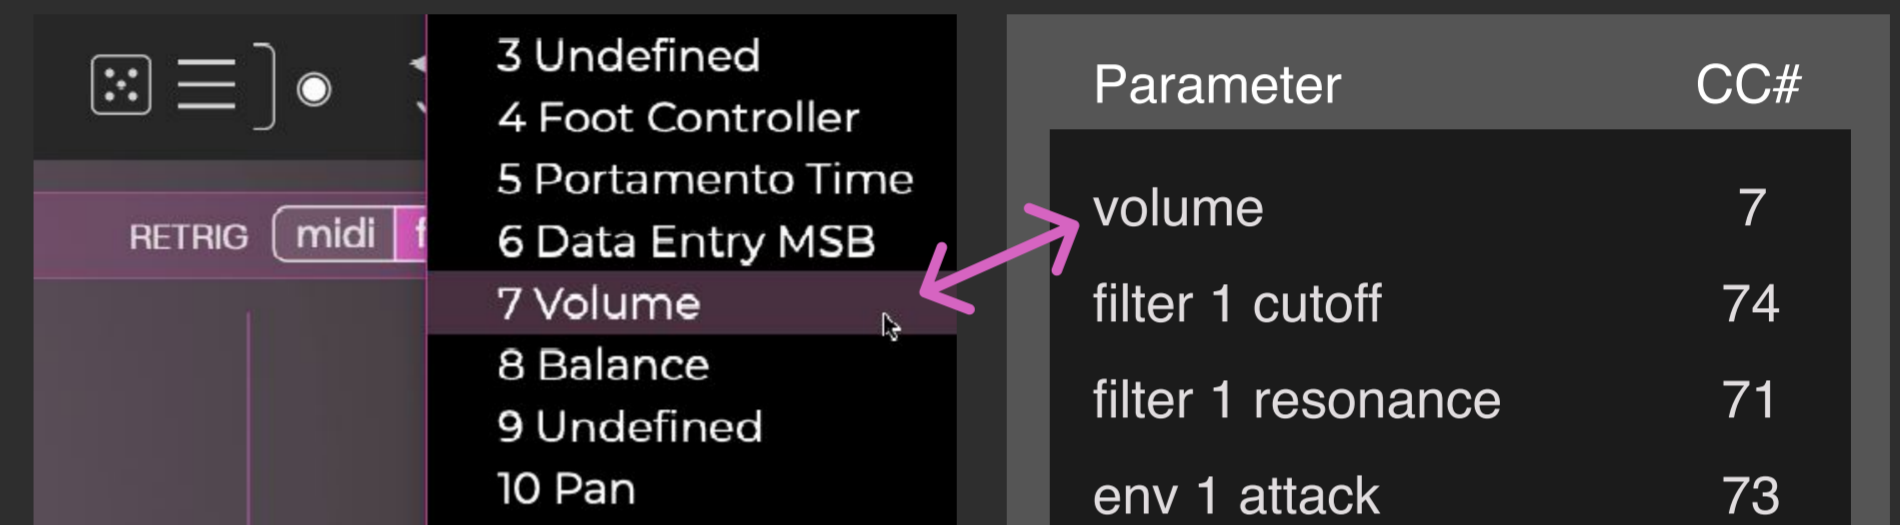 RETRIG midi f
3 Undefined
4 Foot Controller
5 Portamento Time
6 Data Entry MSB
7 Volume
8 Balance
9 Undefined
10 Pan
Parameter CC#
volume 7
filter 1 cutoff 74
filter 1 resonance 71
env 1 attack 73